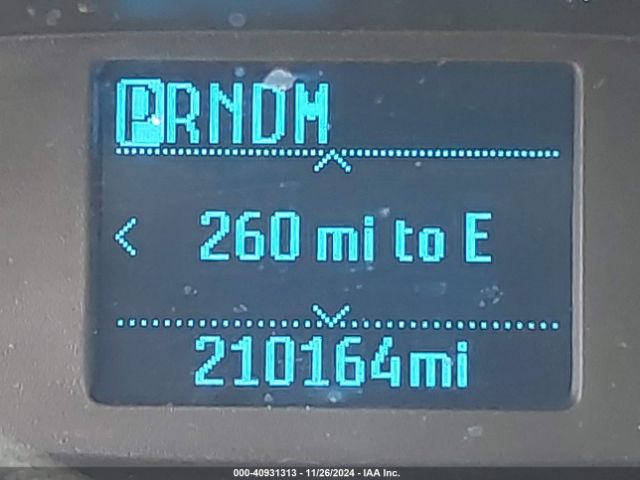 PRNDM
260 mi to E
210164mi
000-40931313 - 11/26/2024 - IAA Inc.